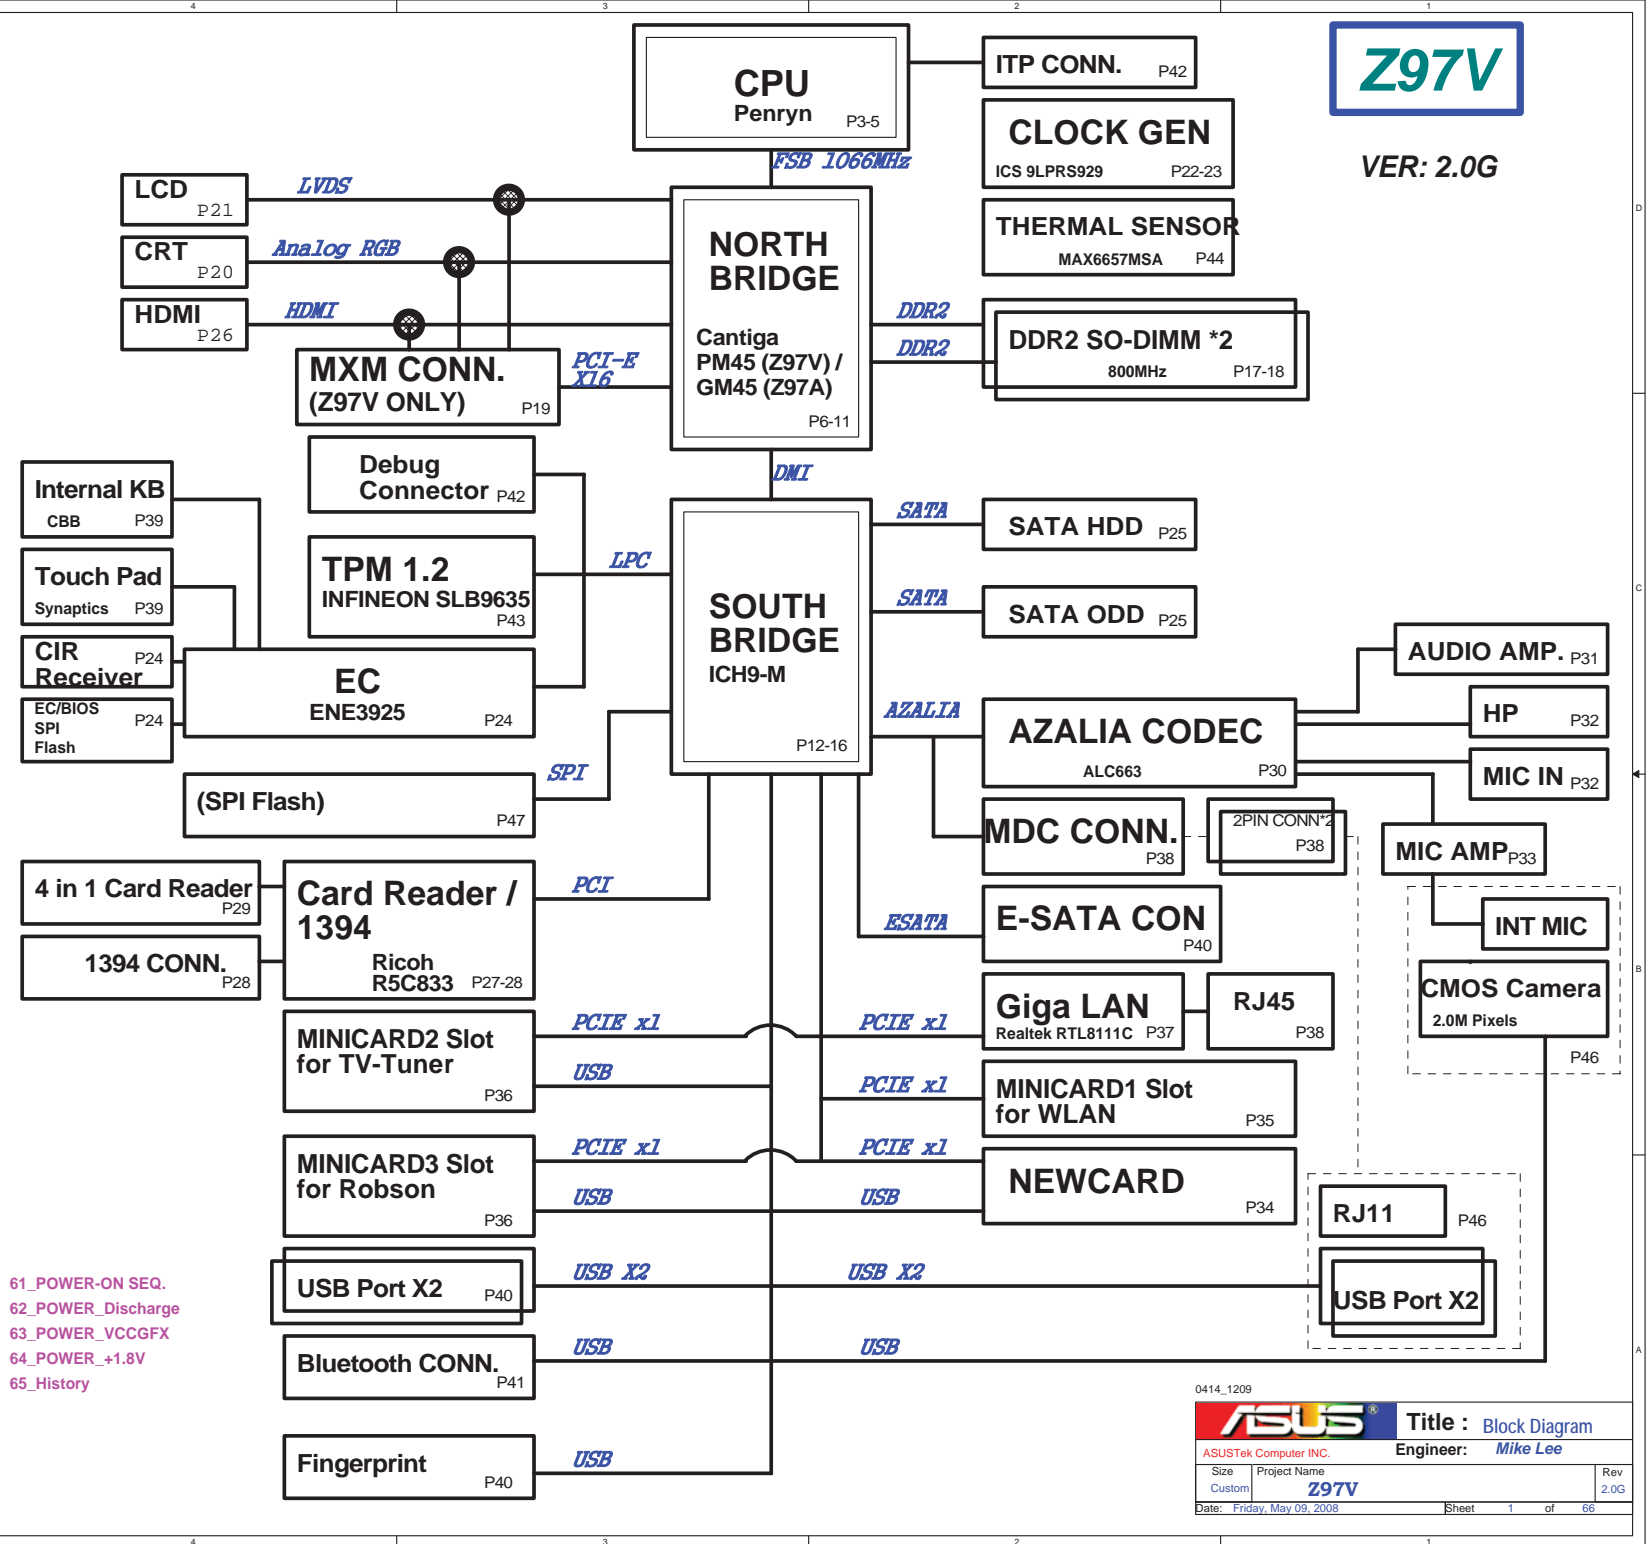 4
3
2
1
CPU
Penryn
P3-5
ITP CONN.
P42
Z97V
VER: 2.0G
CLOCK GEN
ICS 9LPRS929
P22-23
FSB 1066MHz
THERMAL SENSOR
MAX6657MSA
P44
D
LCD
P21
LVDS
CRT
P20
Analog RGB
HDMI
P26
HDMI
NORTH
BRIDGE
Cantiga
PM45 (Z97V) /
GM45 (Z97A)
P6-11
DDR2
DDR2
DDR2 SO-DIMM *2
800MHz
P17-18
MXM CONN.
(Z97V ONLY)
P19
PCI-E
X16
DMI
Debug
Connector
P42
Internal KB
CBB
P39
Touch Pad
Synaptics
P39
CIR
Receiver
P24
EC/BIOS
SPI
Flash
P24
TPM 1.2
INFINEON SLB9635
P43
LPC
EC
ENE3925
P24
SOUTH
BRIDGE
ICH9-M
P12-16
SATA
SATA HDD
P25
SATA
SATA ODD
P25
C
AZALIA
AZALIA CODEC
ALC663
P30
AUDIO AMP.
P31
HP
P32
MIC IN
P32
MIC AMP
P33
INT MIC
CMOS Camera
2.0M Pixels
P46
SPI
(SPI Flash)
P47
MDC CONN.
P38
2PIN CONN*2
P38
4 in 1 Card Reader
P29
1394 CONN.
P28
Card Reader /
1394
Ricoh
R5C833
P27-28
PCI
ESATA
E-SATA CON
P40
B
Giga LAN
Realtek RTL8111C
P37
RJ45
P38
MINICARD2 Slot
for TV-Tuner
P36
PCIE x1
PCIE x1
USB
PCIE x1
MINICARD1 Slot
for WLAN
P35
MINICARD3 Slot
for Robson
P36
PCIE x1
PCIE x1
USB
USB
NEWCARD
P34
RJ11
P46
USB Port X2
P40
USB X2
USB X2
USB Port X2
Bluetooth CONN.
P41
USB
USB
A
Fingerprint
P40
USB
61_POWER-ON SEQ.
62_POWER_Discharge
63_POWER_VCCGFX
64_POWER_+1.8V
65_History
0414_1209
ASUS®
Title : Block Diagram
ASUSTek Computer INC.
Engineer: Mike Lee
Size
Project Name
Rev
Custom
Z97V
2.0G
Date: Friday, May 09, 2008
Sheet 1 of 66
4
3
2
1